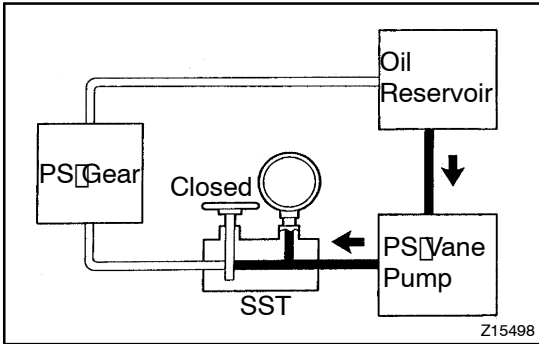 Oil
Reservoir
PS▯Gear
Closed
PS▯Vane
Pump
SST
Z15498